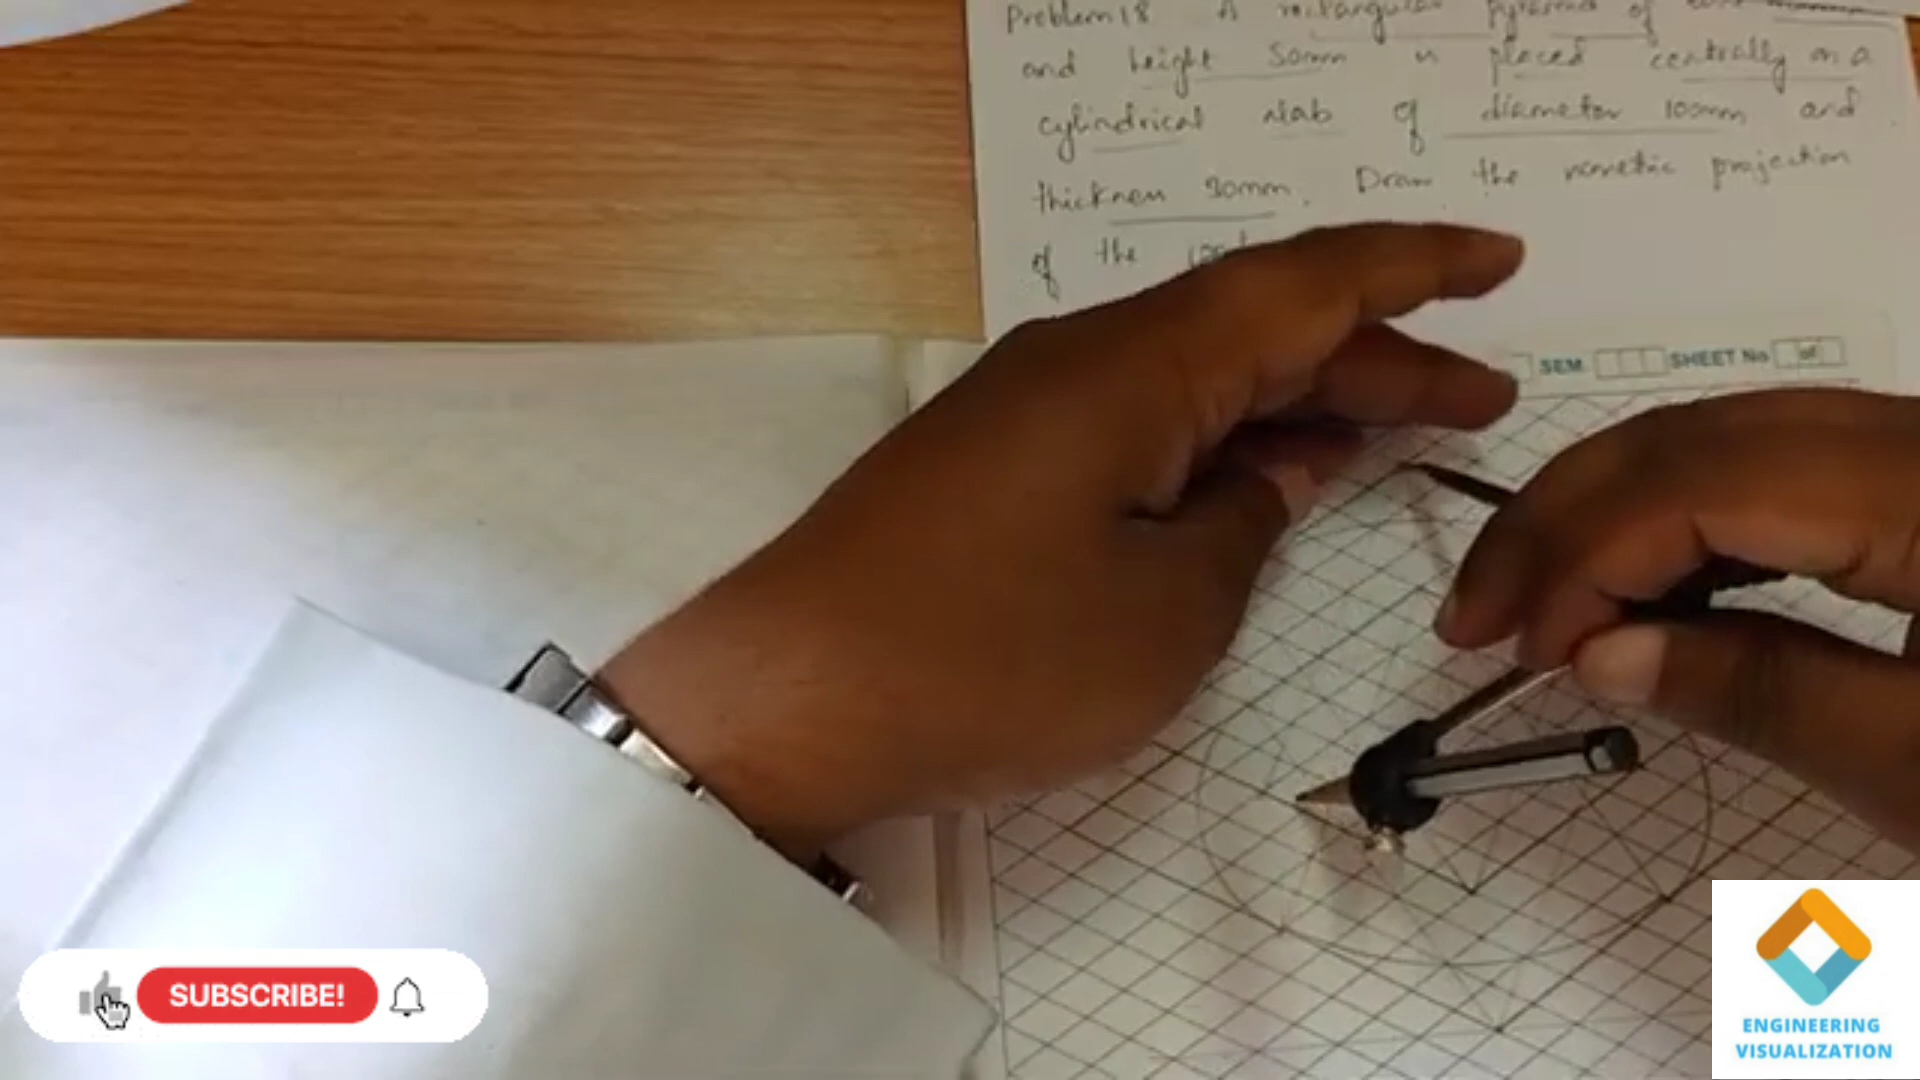 Problem 18 A rectangular pyramid of
and height 50mm is placed centrally on a
cylindrical slab of diameter 100mm and
thickness 30mm. Draw the isometric projection
of the
SEM SHEET No of
SUBSCRIBE!
ENGINEERING
VISUALIZATION